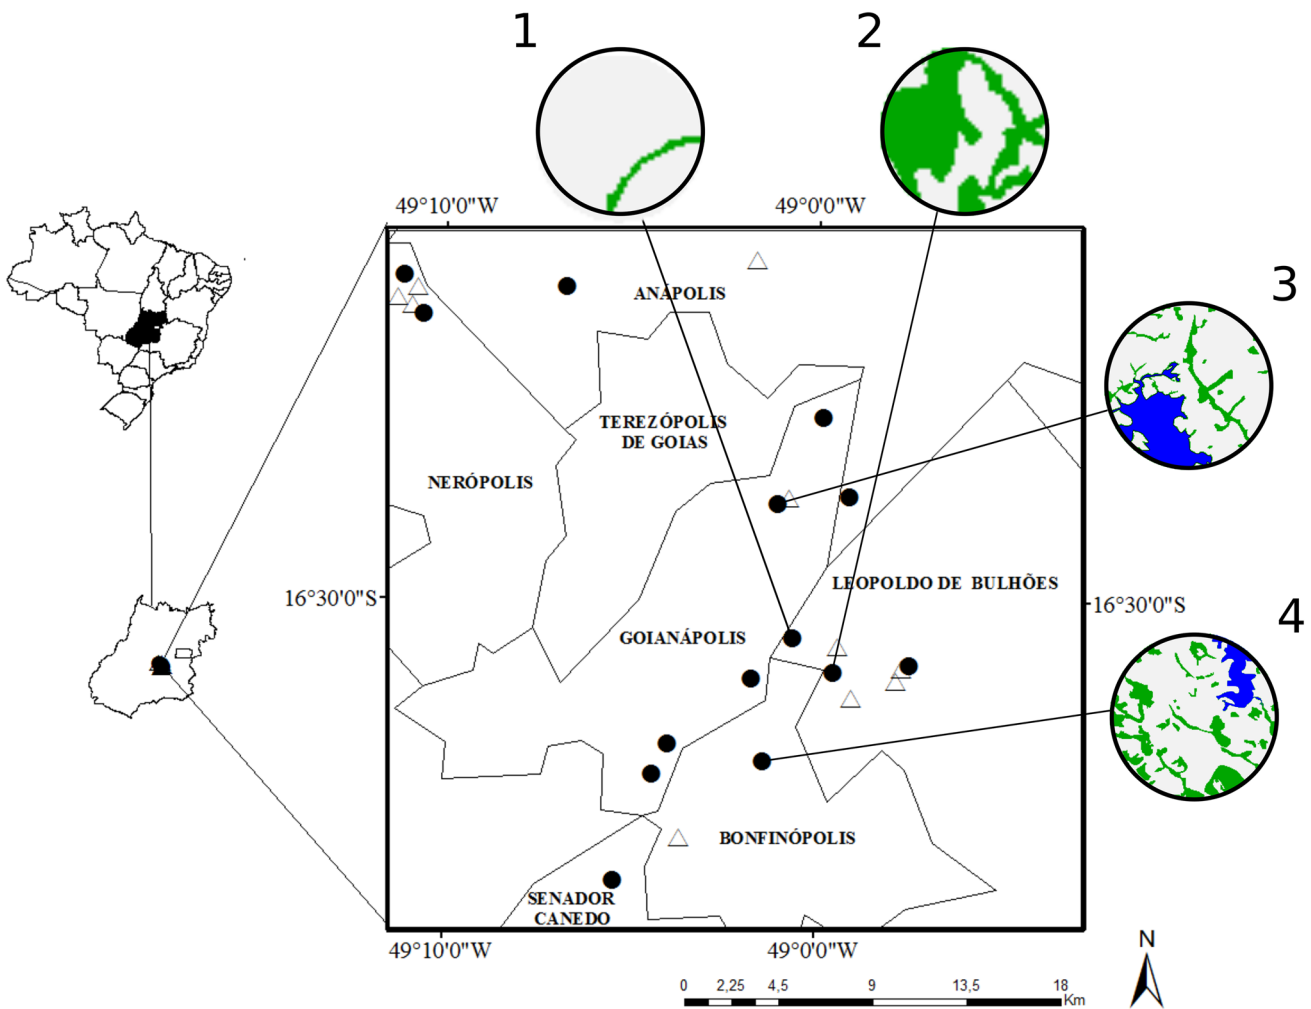 1
2
49°10'0"W
49°0'0"W
3
ANÁPOLIS
TEREZÓPOLIS
DE GOIAS
NERÓPOLIS
LEOPOLDO DE BULHÕES
16°30'0"S
16°30'0"S
4
GOIANÁPOLIS
BONFINÓPOLIS
SENADOR
CANEDO
49°10'0"W
49°0'0"W
N
0 2,25 4,5 9 13,5 18
Km